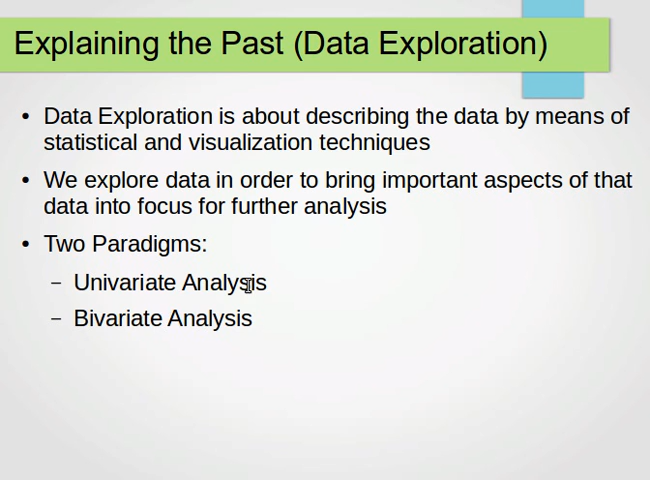 Explaining the Past (Data Exploration)
• Data Exploration is about describing the data by means of
statistical and visualization techniques
• We explore data in order to bring important aspects of that
data into focus for further analysis
• Two Paradigms:
– Univariate Analysis
– Bivariate Analysis